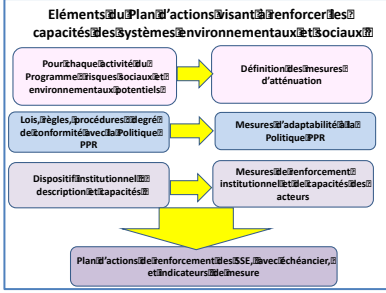 Eléments du Plan d'actions visant à renforcer les
capacités des systèmes environnementaux et sociaux
Pour chaque activité du
Programme risques sociaux et
environnementaux potentiels
Définition des mesures
d'atténuation
Lois, règles, procédures degré
de conformité avec la Politique
PPR
Mesures d'adaptabilité à la
Politique PPR
Dispositif institutionnel
description et capacités
Mesures de renforcement
institutionnel et de capacités des
acteurs
Plan d'actions de renforcement des SSE, avec échéancier,
et indicateurs de mesure